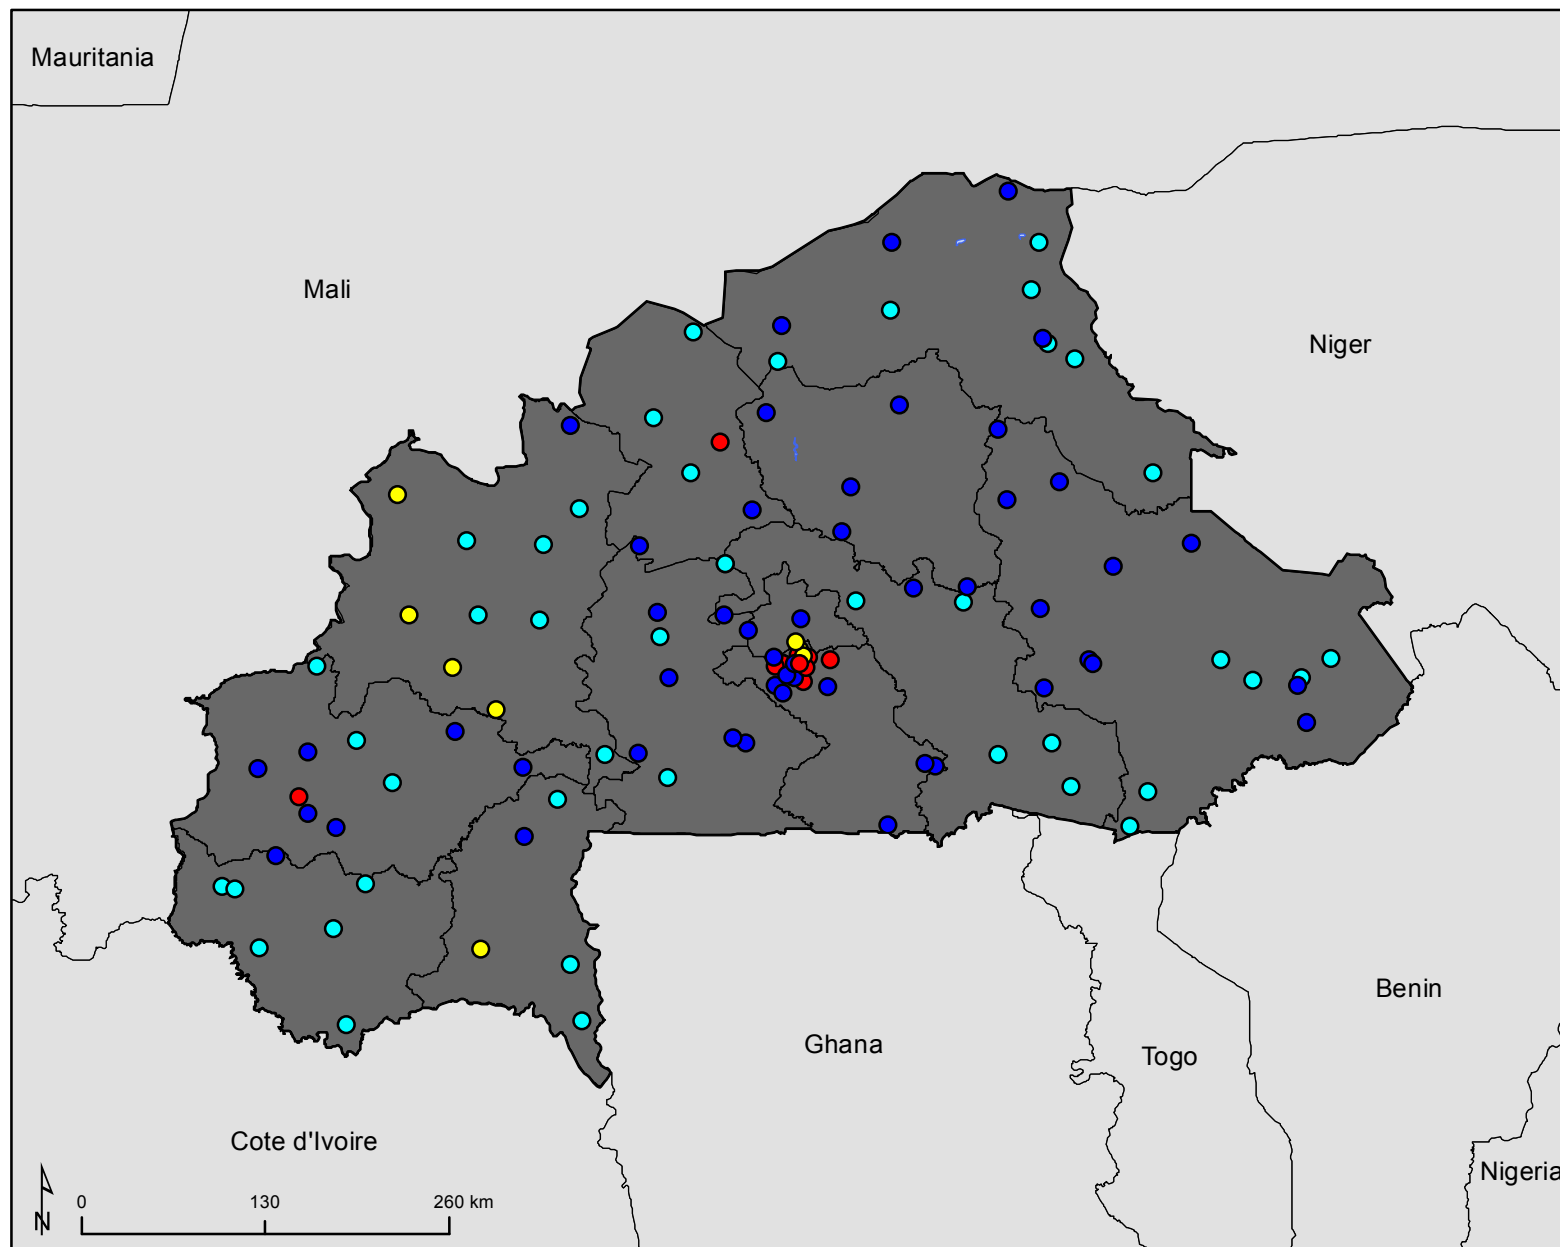 Mauritania
Mali
Niger
Benin
Ghana
Togo
Cote d'Ivoire
Nigeria
0 130 260 km
N